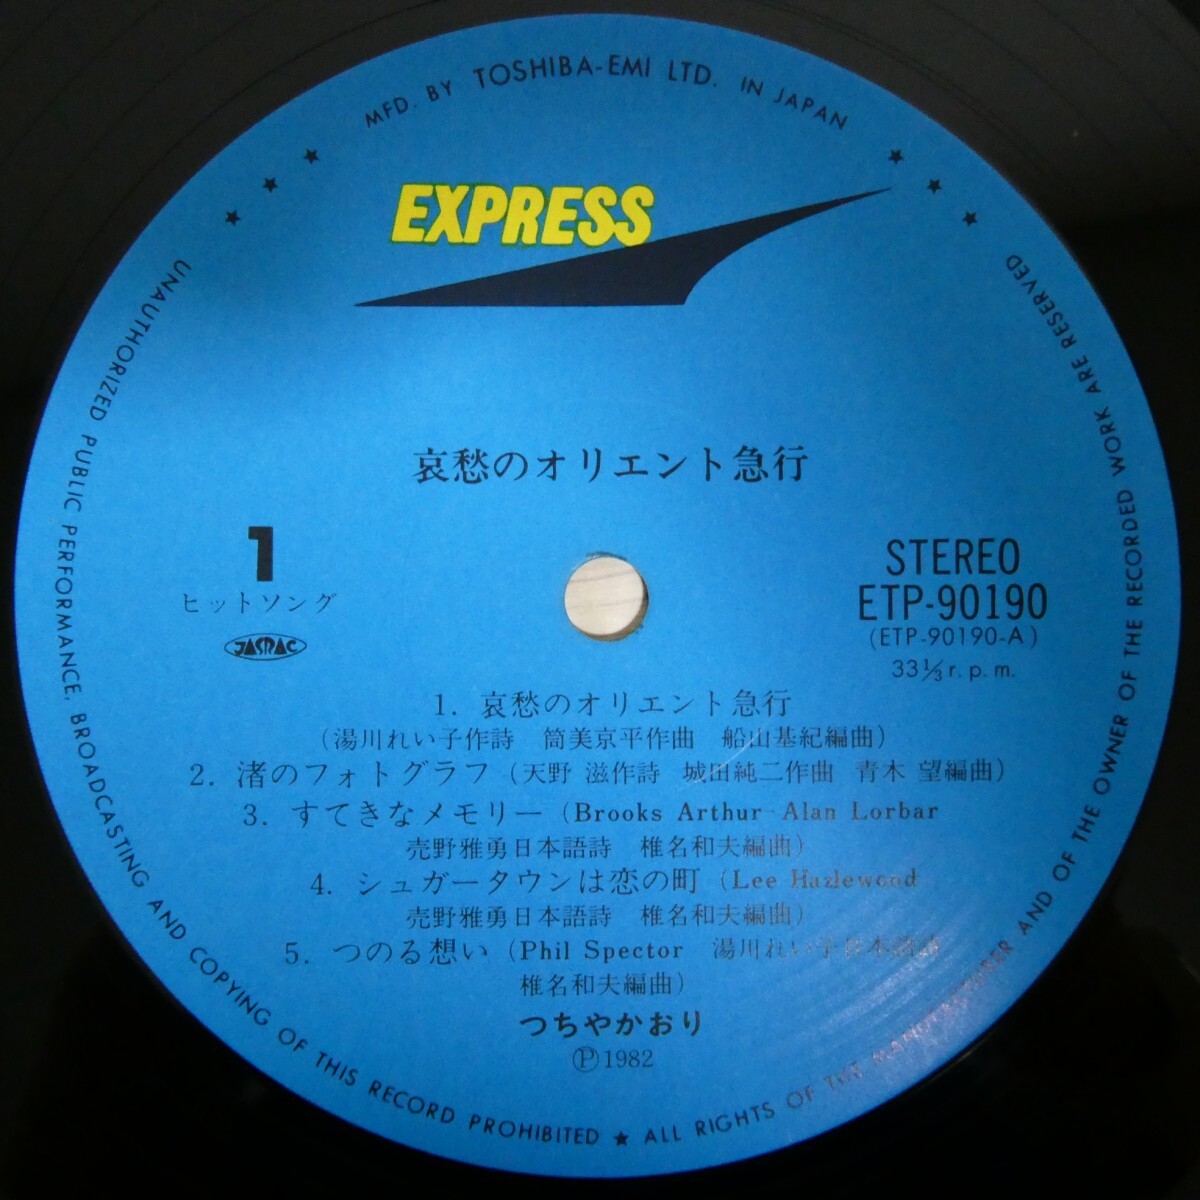 MFD. BY TOSHIBA-EMI LTD. IN JAPAN
EXPRESS
哀愁のオリエント急行
1
ヒットソング
JASRAC
STEREO
ETP-90190
(ETP-90190-A)
33⅓ r.p.m.
1. 哀愁のオリエント急行
(湯川れい子作詩 筒美京平作曲 船山基紀編曲)
2. 渚のフォトグラフ (天野 滋作詩 城田純二作曲 青木 望編曲)
3. すてきなメモリー (Brooks Arthur-Alan Lorbar
売野雅勇日本語詩 椎名和夫編曲)
4. シュガータウンは恋の町 (Lee Hazlewood
売野雅勇日本語詩 椎名和夫編曲)
5. つのる想い (Phil Spector 湯川れい子日本語詩
椎名和夫編曲)
つちやかおり
Ⓟ1982
UNAUTHORIZED PUBLIC PERFORMANCE, BROADCASTING AND COPYING OF THIS RECORD PROHIBITED ★ ALL RIGHTS OF THE MANUFACTURER AND OF THE OWNER OF THE RECORDED WORK ARE RESERVED